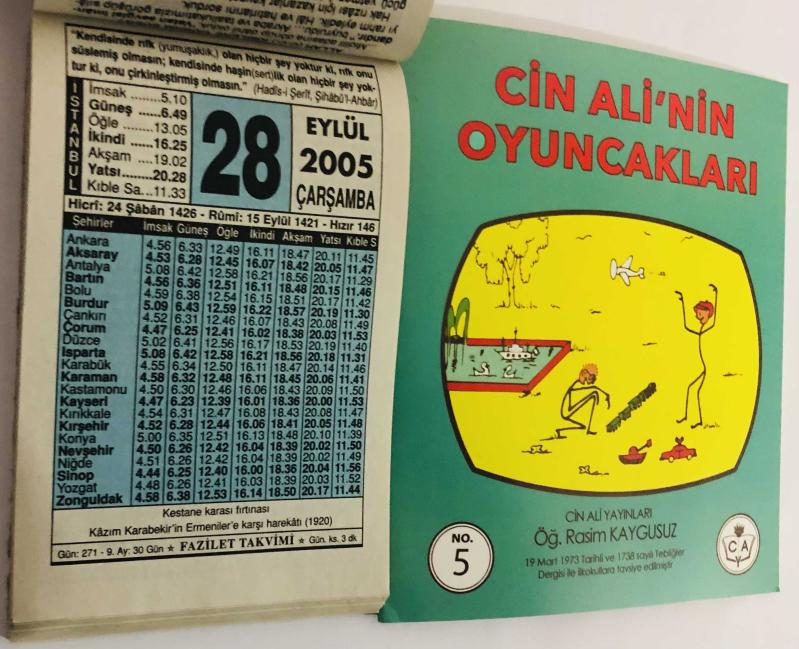 "Kendisinde rıfk (yumuşaklık,) olan hiçbir şey yoktur ki, rıfk onu
süslemiş olmasın; kendisinde haşin(sert)lik olan hiçbir şey yok-
tur ki, onu çirkinleştirmiş olmasın." (Hadîs-i Şerîf, Şihâbü'l-Ahbâr)
ISTANBUL
İmsak ........5.10
Güneş ......6.49
Öğle ........13.05
İkindi .......16.25
Akşam ....19.02
Yatsı........20.28
Kıble Sa...11.33
28
EYLÜL
2005
ÇARŞAMBA
Hicrî: 24 Şâbân 1426 - Rûmî: 15 Eylül 1421 - Hızır 146
Şehirler İmsak Güneş Öğle İkindi Akşam Yatsı Kıble S
Ankara 4.56 6.33 12.49 16.11 18.47 20.11 11.45
Aksaray 4.53 6.28 12.45 16.07 18.42 20.05 11.47
Antalya 5.08 6.42 12.58 16.21 18.56 20.17 11.29
Bartın 4.56 6.36 12.51 16.11 18.48 20.15 11.46
Bolu 4.59 6.38 12.54 16.15 18.51 20.17 11.42
Burdur 5.09 6.43 12.59 16.22 18.57 20.19 11.30
Çankırı 4.52 6.31 12.46 16.07 18.43 20.08 11.49
Çorum 4.47 6.25 12.41 16.02 18.38 20.03 11.53
Düzce 5.02 6.41 12.56 16.17 18.53 20.19 11.40
Isparta 5.08 6.42 12.58 16.21 18.56 20.18 11.31
Karabük 4.55 6.34 12.50 16.11 18.47 20.14 11.46
Karaman 4.58 6.32 12.48 16.11 18.45 20.06 11.41
Kastamonu 4.50 6.30 12.46 16.06 18.43 20.09 11.50
Kayseri 4.47 6.23 12.39 16.01 18.36 20.00 11.53
Kırıkkale 4.54 6.31 12.47 16.08 18.43 20.08 11.47
Kırşehir 4.52 6.28 12.44 16.06 18.41 20.05 11.48
Konya 5.00 6.35 12.51 16.13 18.48 20.10 11.39
Nevşehir 4.50 6.26 12.42 16.04 18.39 20.02 11.50
Niğde 4.51 6.26 12.42 16.04 18.39 20.02 11.49
Sinop 4.44 6.25 12.40 16.00 18.36 20.04 11.56
Yozgat 4.48 6.26 12.41 16.03 18.39 20.03 11.52
Zonguldak 4.58 6.38 12.53 16.14 18.50 20.17 11.44
Kestane karası fırtınası
Kâzım Karabekir'in Ermeniler'e karşı harekâtı (1920)
Gün: 271 - 9. Ay: 30 Gün ★ FAZİLET TAKVİMİ ★ Gün. ks. 3 dk
CİN ALİ'NİN
OYUNCAKLARI
CİN ALİ YAYINLARI
Öğ. Rasim KAYGUSUZ
19 Mart 1973 Tarihli ve 1738 sayılı Tebliğler
Dergisi ile ilkokullara tavsiye edilmiştir
NO.
5
C A